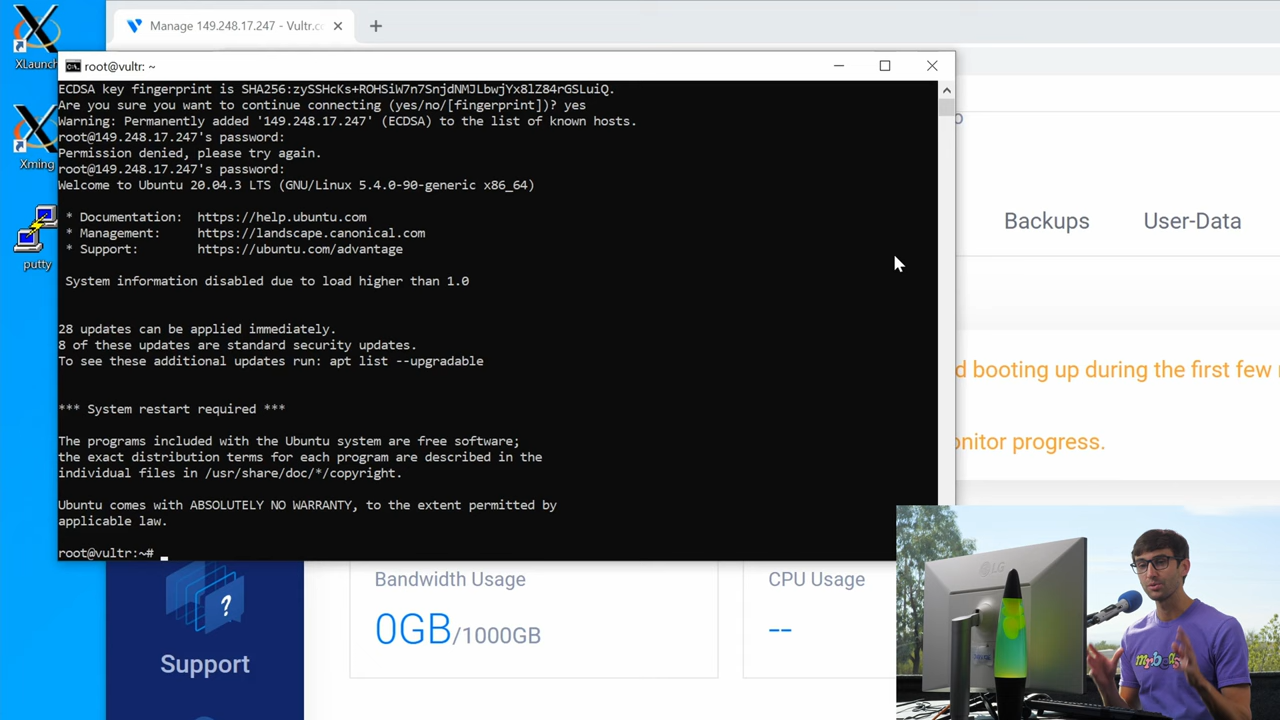 Manage 149.248.17.247 - Vultr.c
XLaunch
Xming
putty
root@vultr: ~
ECDSA key fingerprint is SHA256:zySSHcKs+ROHSiW7n7SnjdNMJLbwjYx8lZ84rGSLuiQ.
Are you sure you want to continue connecting (yes/no/[fingerprint])? yes
Warning: Permanently added '149.248.17.247' (ECDSA) to the list of known hosts.
root@149.248.17.247's password:
Permission denied, please try again.
root@149.248.17.247's password:
Welcome to Ubuntu 20.04.3 LTS (GNU/Linux 5.4.0-90-generic x86_64)
* Documentation: https://help.ubuntu.com
* Management: https://landscape.canonical.com
* Support: https://ubuntu.com/advantage
System information disabled due to load higher than 1.0
28 updates can be applied immediately.
8 of these updates are standard security updates.
To see these additional updates run: apt list --upgradable
*** System restart required ***
The programs included with the Ubuntu system are free software;
the exact distribution terms for each program are described in the
individual files in /usr/share/doc/*/copyright.
Ubuntu comes with ABSOLUTELY NO WARRANTY, to the extent permitted by
applicable law.
root@vultr:~#
Backups User-Data
d booting up during the first few
onitor progress.
Bandwidth Usage
0GB/1000GB
CPU Usage
--
Support
LG